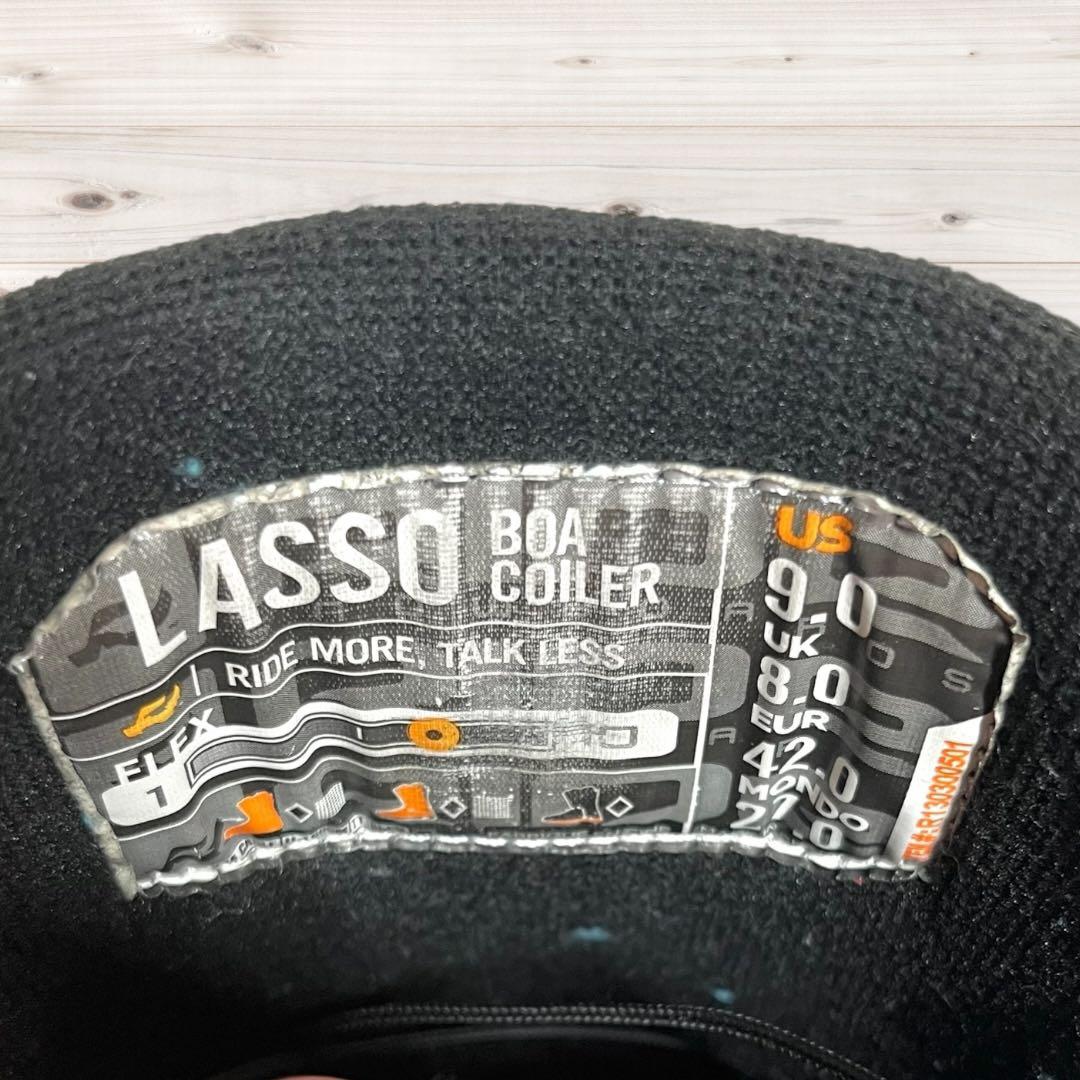 LASSO
BOA
COILER
RIDE MORE, TALK LESS
FLEX
1
US
9.0
UK
8.0
EUR
42.0
MONDO
27.0